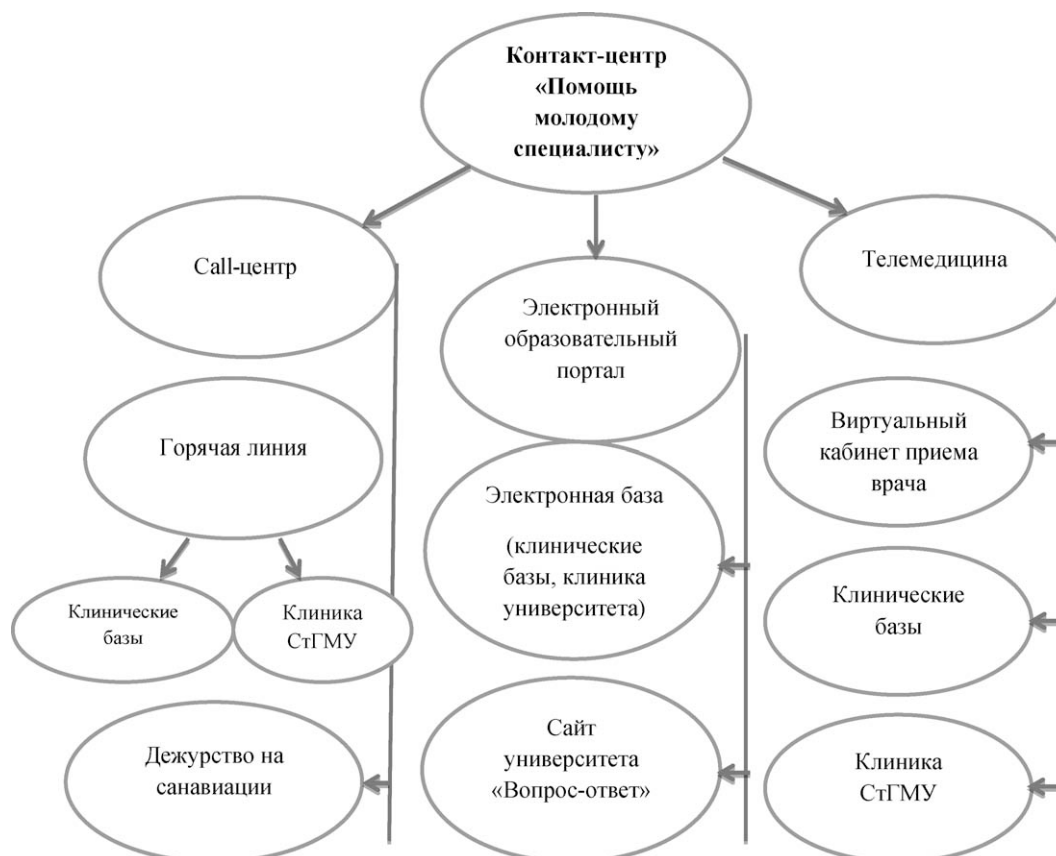 Контакт-центр
«Помощь
молодому
специалисту»
Call-центр
Горячая линия
Клинические
базы
Клиника
СтГМУ
Дежурство на
санавиации
Электронный
образовательный
портал
Электронная база
(клинические
базы, клиника
университета)
Сайт
университета
«Вопрос-ответ»
Телемедицина
Виртуальный
кабинет приема
врача
Клинические
базы
Клиника
СтГМУ